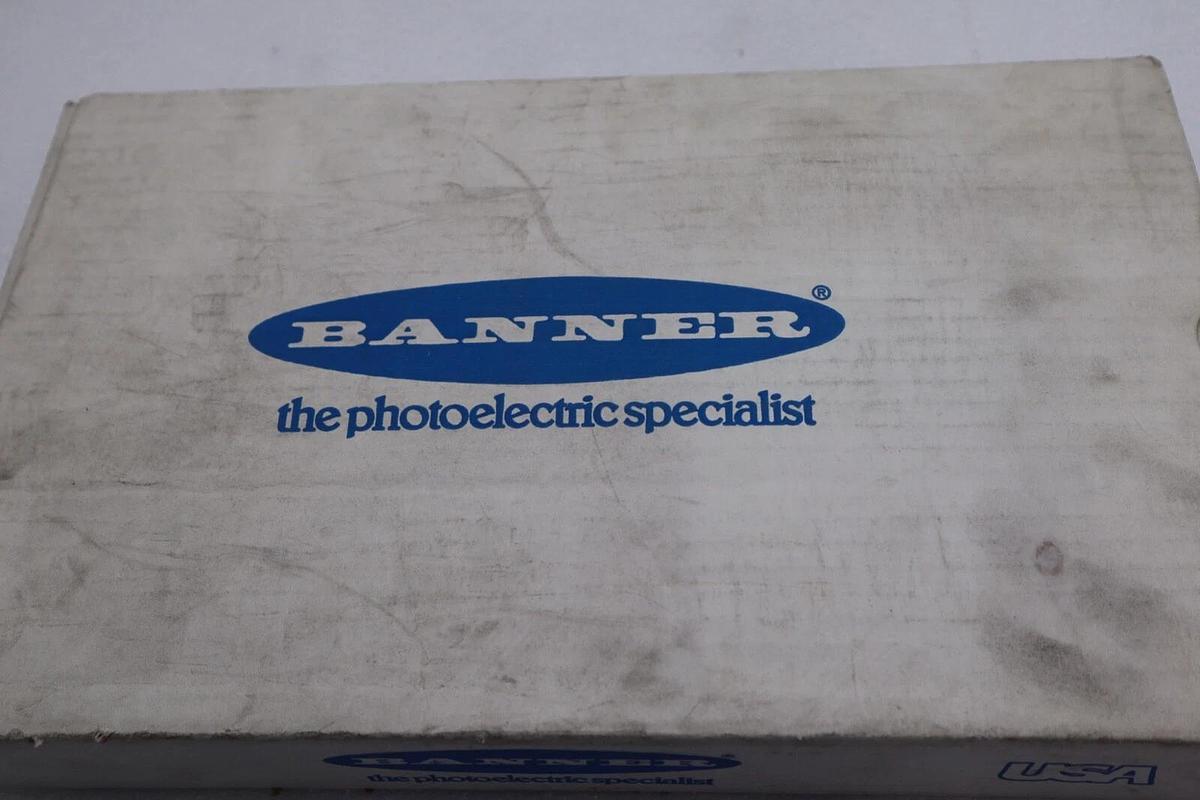 BANNER®
the photoelectric specialist
BANNER
the photoelectric specialist
USA